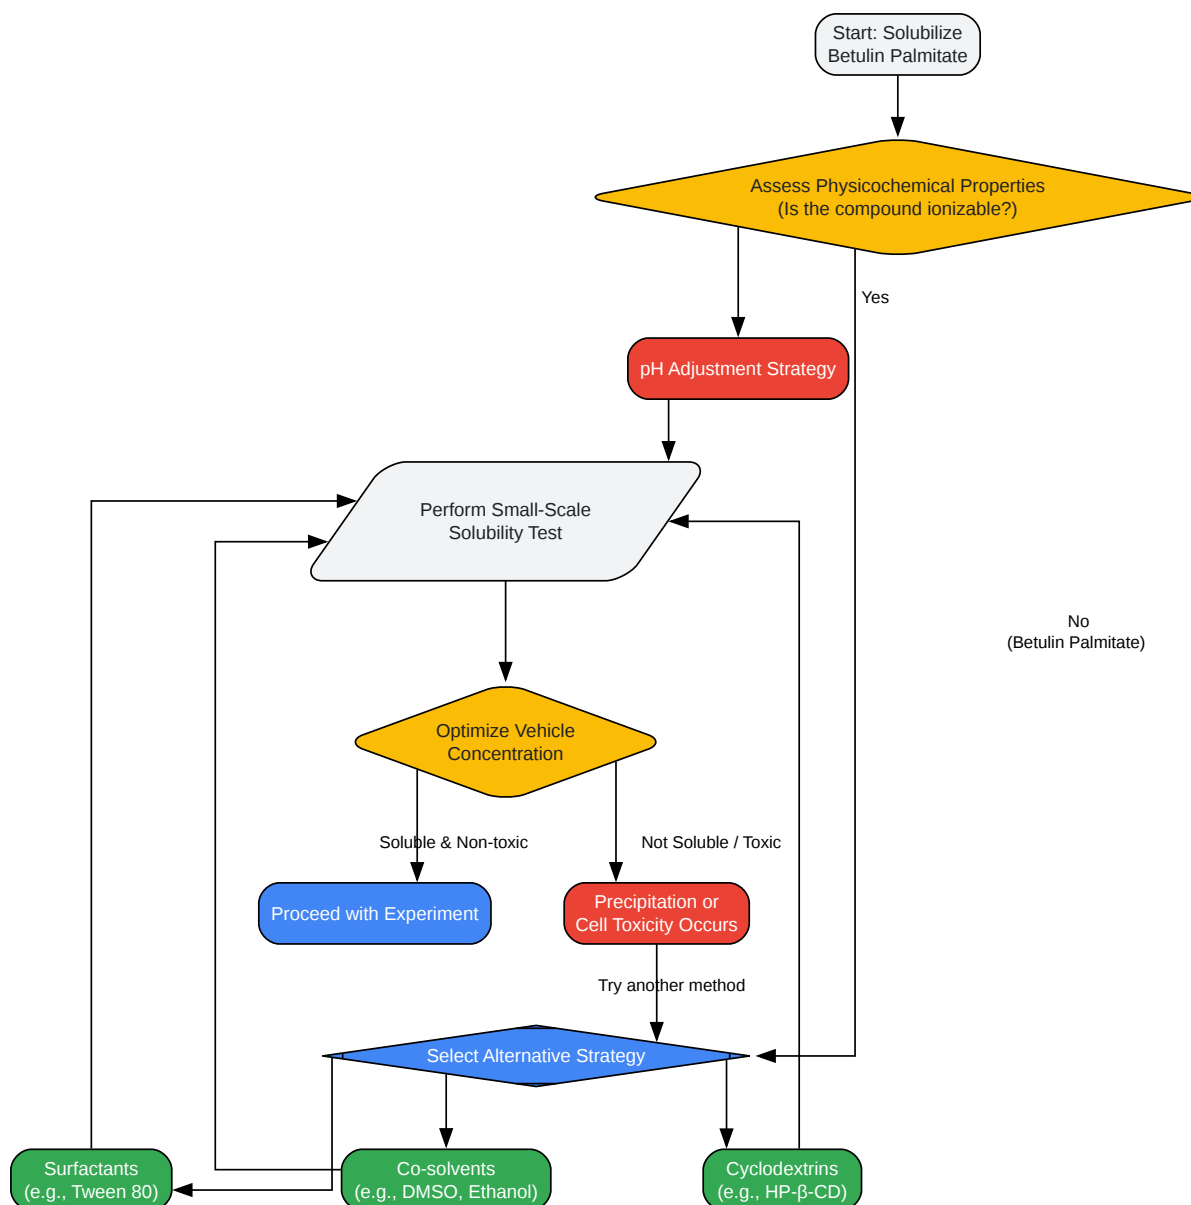 Start: Solubilize
Betulin Palmitate
Assess Physicochemical Properties
(Is the compound ionizable?)
Yes
pH Adjustment Strategy
Perform Small-Scale
Solubility Test
No
(Betulin Palmitate)
Optimize Vehicle
Concentration
Soluble & Non-toxic
Not Soluble / Toxic
Proceed with Experiment
Precipitation or
Cell Toxicity Occurs
Try another method
Select Alternative Strategy
Surfactants
(e.g., Tween 80)
Co-solvents
(e.g., DMSO, Ethanol)
Cyclodextrins
(e.g., HP-β-CD)